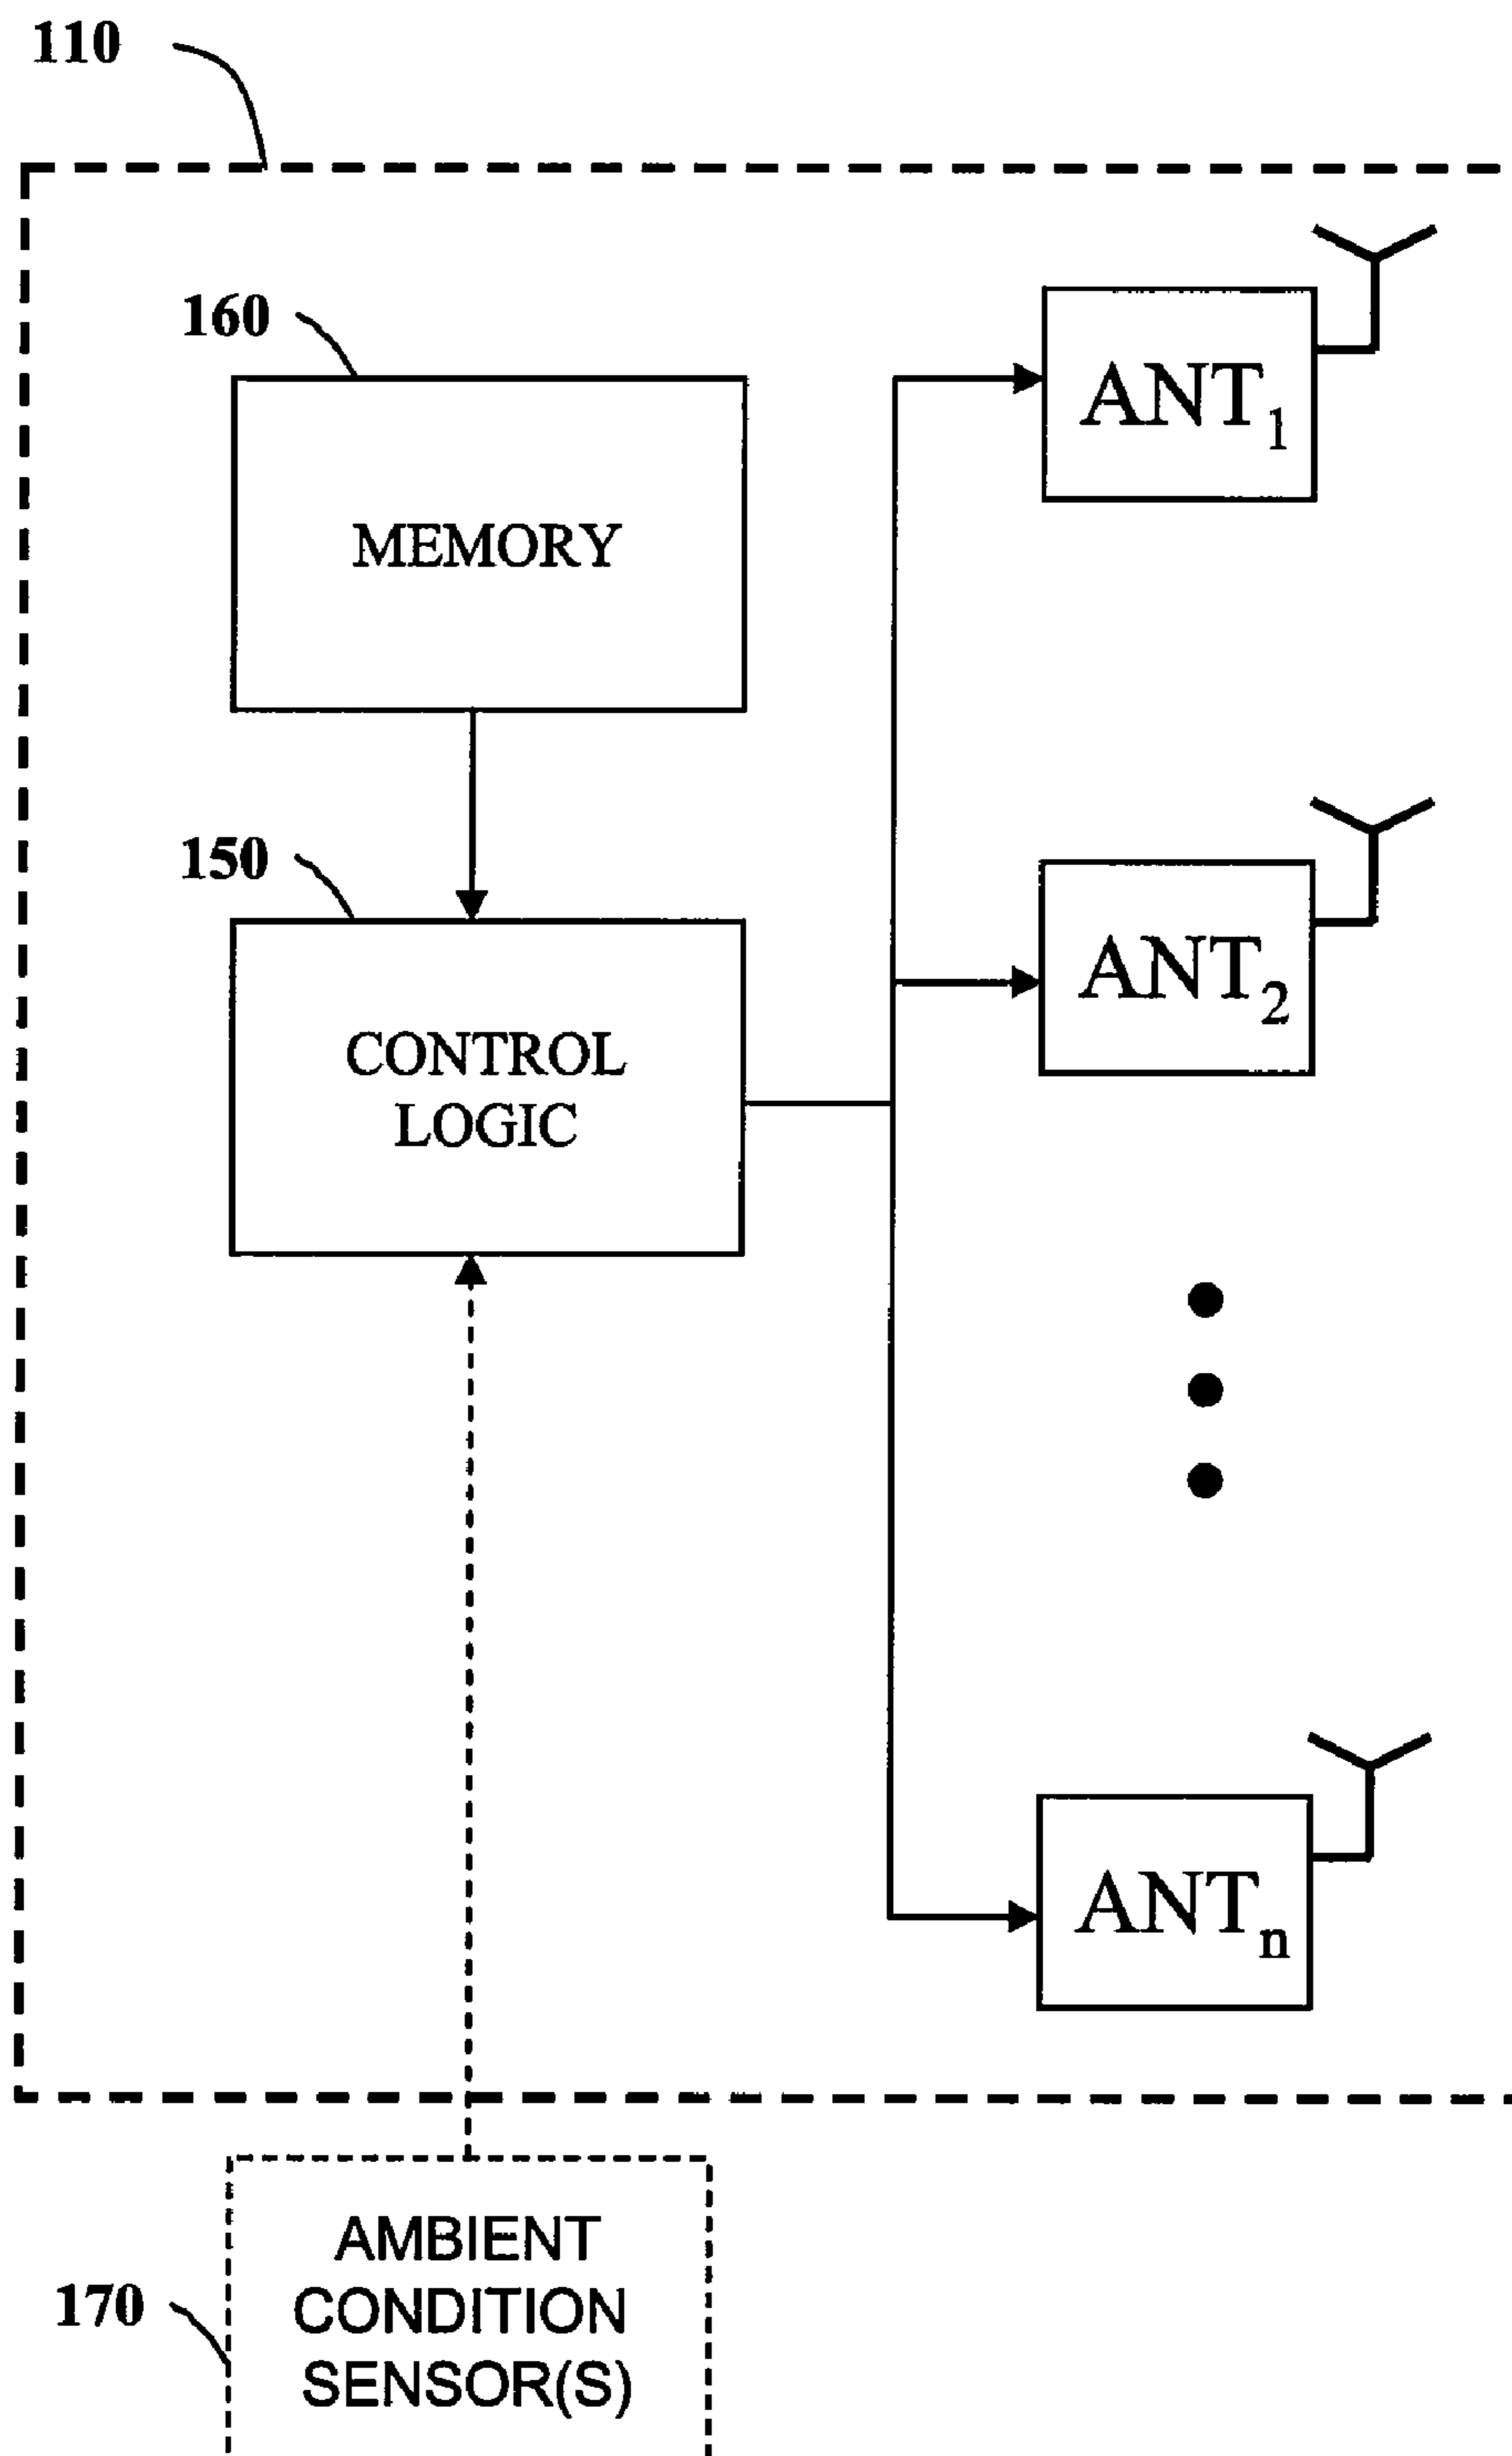 110
160
MEMORY
ANT1
150
CONTROL
LOGIC
ANT2
ANTn
170
AMBIENT
CONDITION
SENSOR(S)